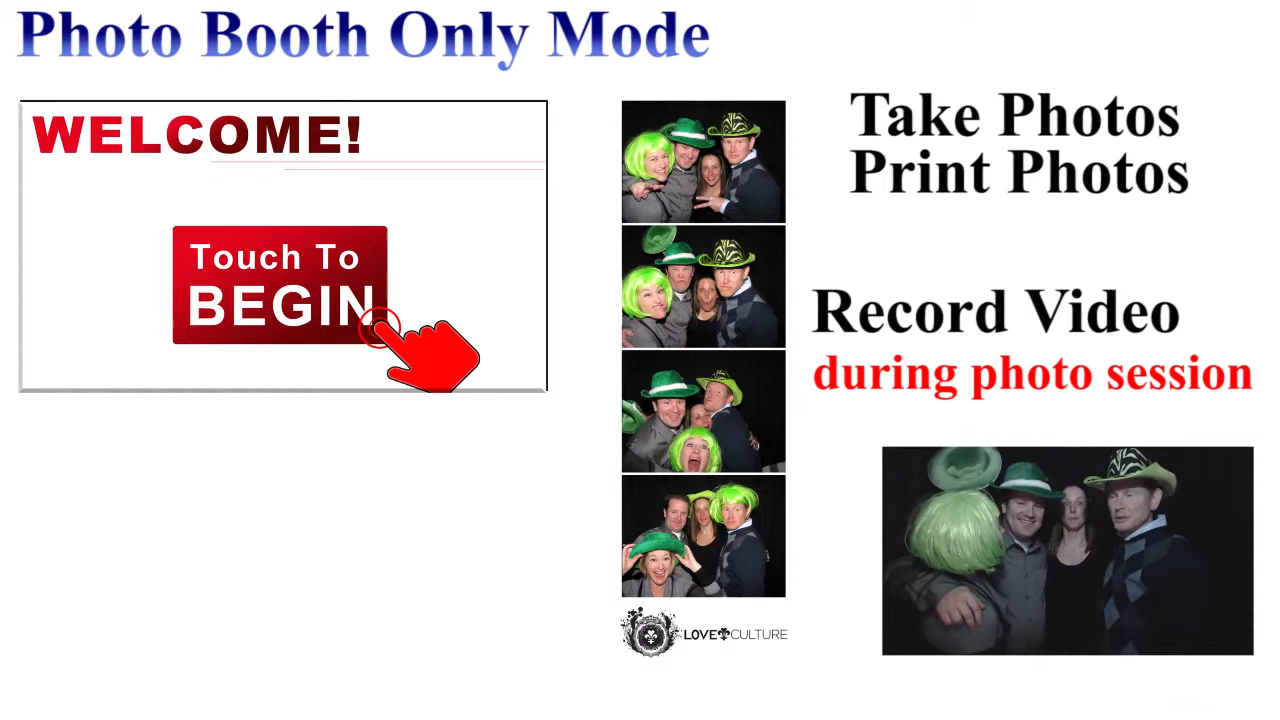 Photo Booth Only Mode
WELCOME!
Touch To
BEGIN
Take Photos
Print Photos
Record Video
during photo session
LOVE CULTURE